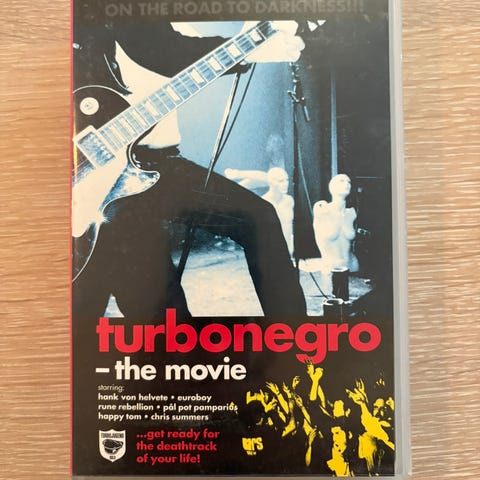 ON THE ROAD TO DARKNESS!!!
turbonegro
– the movie
starring:
hank von helvete • euroboy
rune rebellion • pål pot pamparius
happy tom • chris summers
...get ready for
the deathtrack
of your life!
TURBOJUGEND